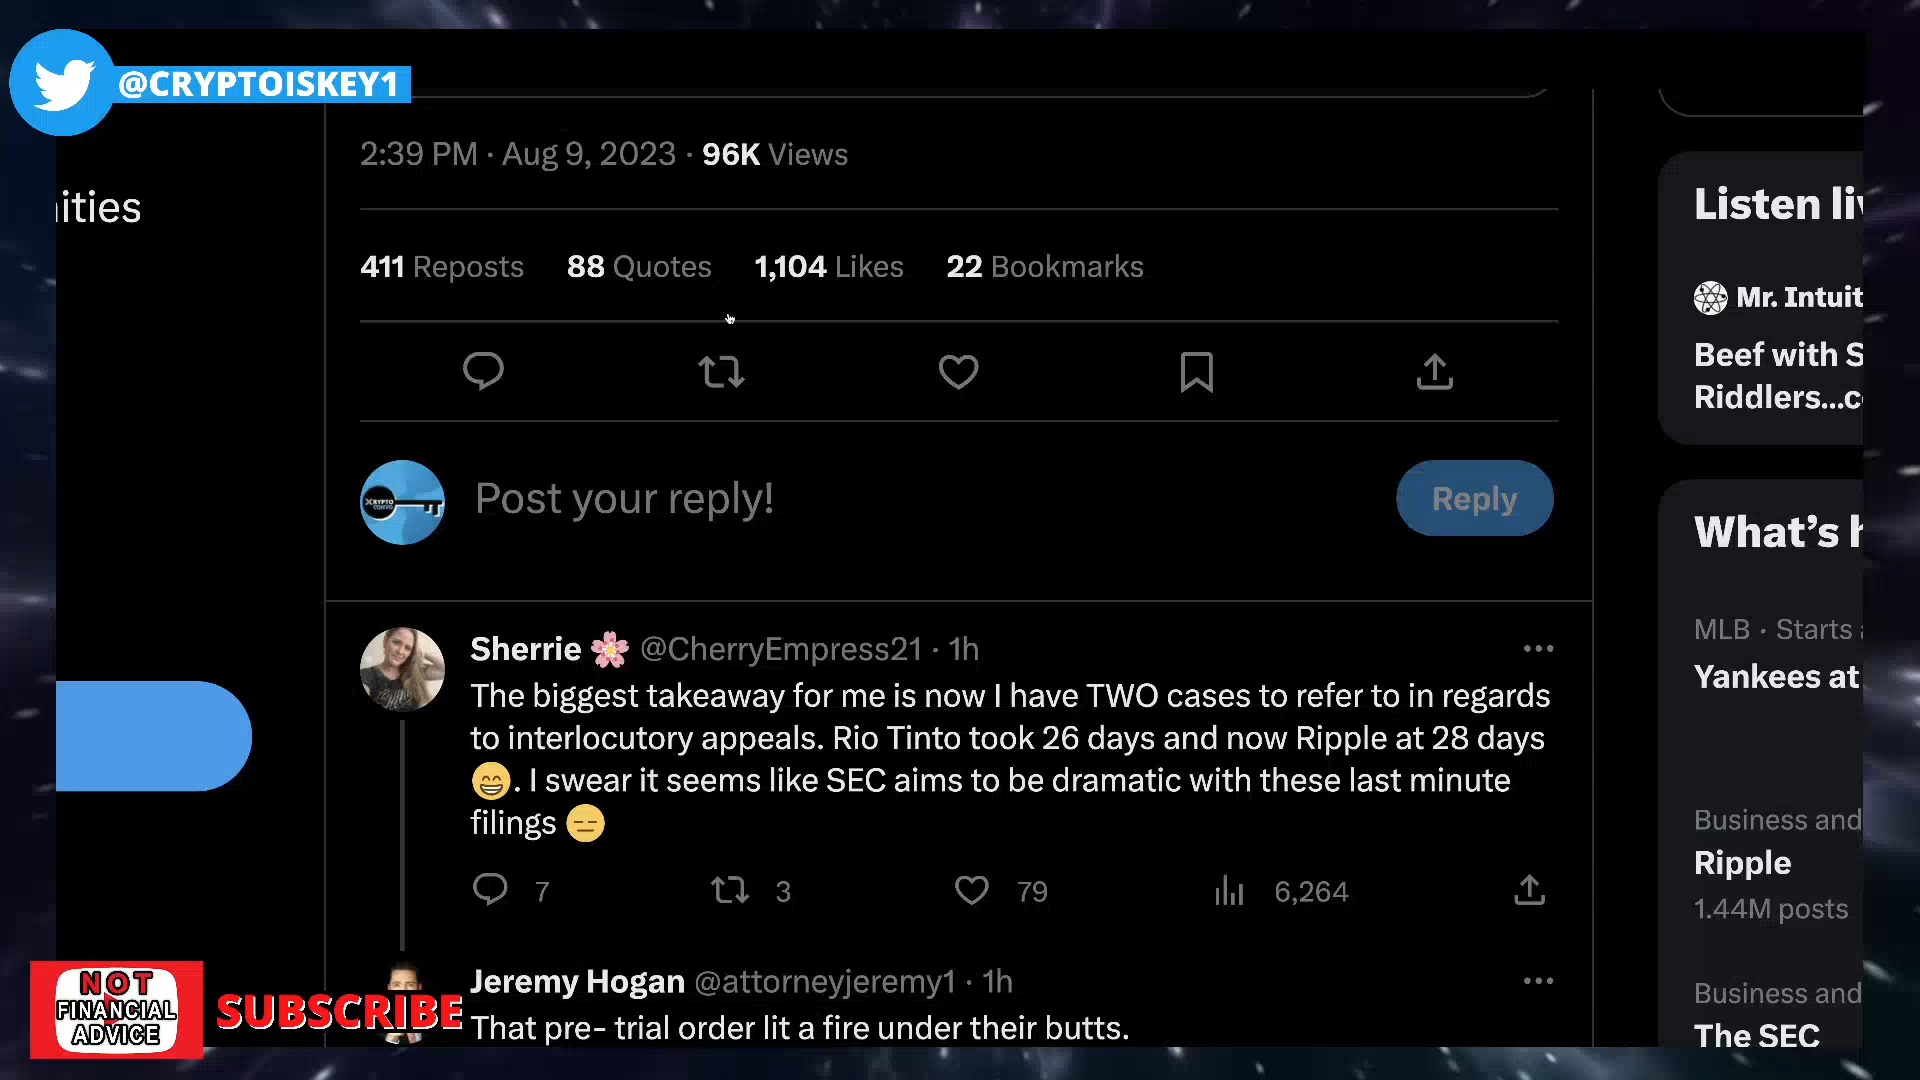 @CRYPTOISKEY1
2:39 PM · Aug 9, 2023 · 96K Views
ities
Listen li
411 Reposts 88 Quotes 1,104 Likes 22 Bookmarks
Mr. Intuit
Beef with S
Riddlers...c
XRYPTO
Post your reply!
Reply
What's h
Sherrie 🌸 @CherryEmpress21 · 1h
The biggest takeaway for me is now I have TWO cases to refer to in regards
to interlocutory appeals. Rio Tinto took 26 days and now Ripple at 28 days
😁. I swear it seems like SEC aims to be dramatic with these last minute
filings 😑
7 3 79 6,264
MLB · Starts
Yankees at
Business and
Ripple
1.44M posts
Jeremy Hogan @attorneyjeremy1 · 1h
That pre- trial order lit a fire under their butts.
Business and
The SEC
NOT
FINANCIAL
ADVICE
SUBSCRIBE